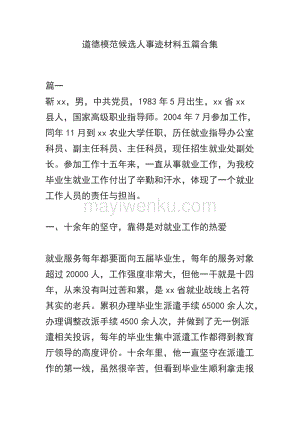 道德模范候选人事迹材料五篇合集
篇一
靳 xx，男，中共党员，1983 年 5 月出生，xx 省 xx
县人，国家高级职业指导师。2004 年 7 月参加工作，
同年 11 月到 xx 农业大学任职，历任就业指导办公室
科员、副主任科员、主任科员，现任招生就业处副处
长。参加工作十五年来，一直从事就业工作，为我校
毕业生就业工作付出了辛勤和汗水，体现了一个就业
工作人员的责任与担当。
mayiwenku.com
一、十余年的坚守，靠得是对就业工作的热爱
就业服务每年都要面向五届毕业生，每年的服务对象
超过 20000 人，工作强度非常大，但他一干就是十四
年，从来没有叫过苦和累，是 xx 省就业战线上名符
其实的老兵。累积办理毕业生派遣手续 65000 余人次，
办理调整改派手续 4500 余人次，并做到了无一例派
遣相关投诉，每年的毕业生集中派遣工作都得到教育
厅领导的高度评价。十余年里，他一直坚守在派遣工
作的第一线，虽然很辛苦，但看到毕业生顺利拿走报